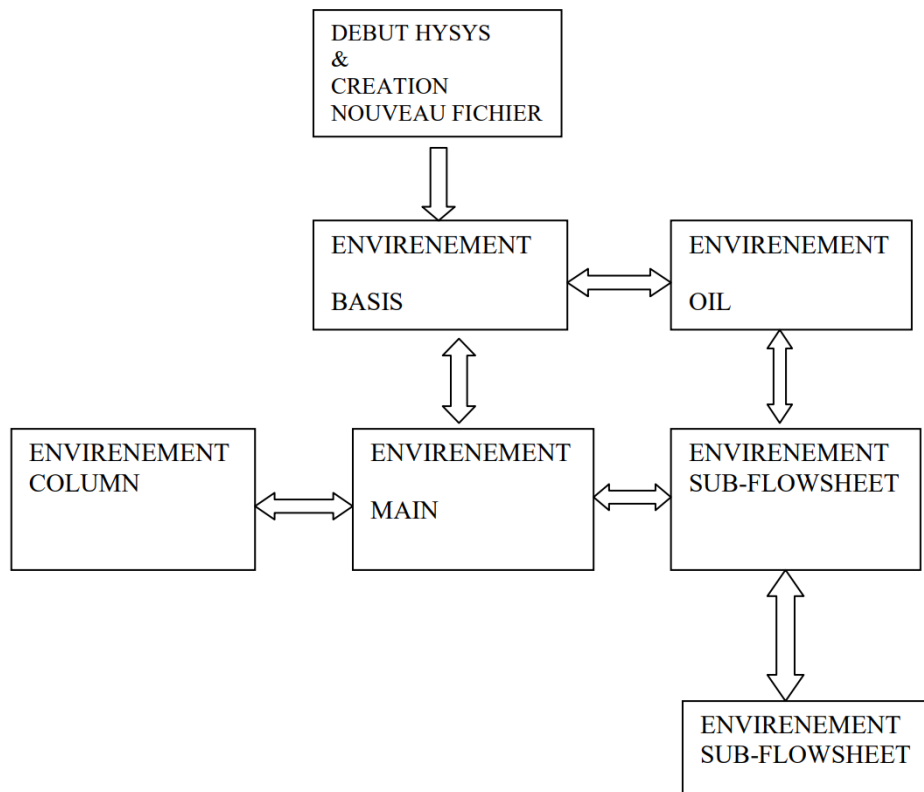 DEBUT HYSYS
&
CREATION
NOUVEAU FICHIER
ENVIRENEMENT
BASIS
ENVIRENEMENT
OIL
ENVIRENEMENT
COLUMN
ENVIRENEMENT
MAIN
ENVIRENEMENT
SUB-FLOWSHEET
ENVIRENEMENT
SUB-FLOWSHEET